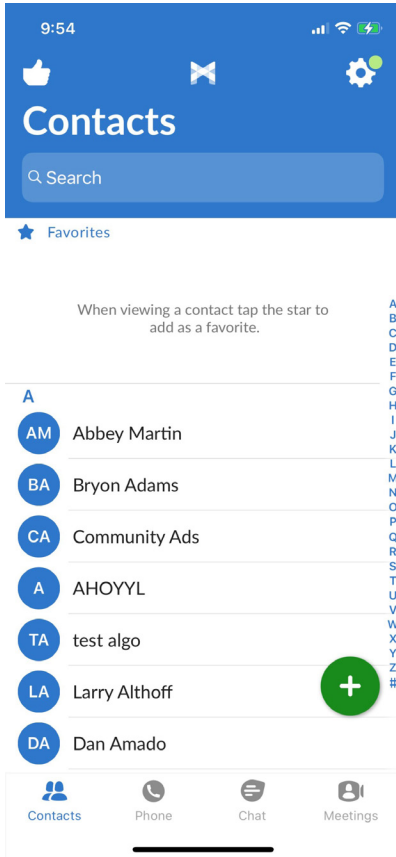 9:54
Contacts
Search
Favorites
When viewing a contact tap the star to
add as a favorite.
A
AM Abbey Martin
BA Bryon Adams
CA Community Ads
A AHOYYL
TA test algo
LA Larry Althoff
DA Dan Amado
A
B
C
D
E
F
G
H
I
J
K
L
M
N
O
P
Q
R
S
T
U
V
W
X
Y
Z
#
+
Contacts Phone Chat Meetings